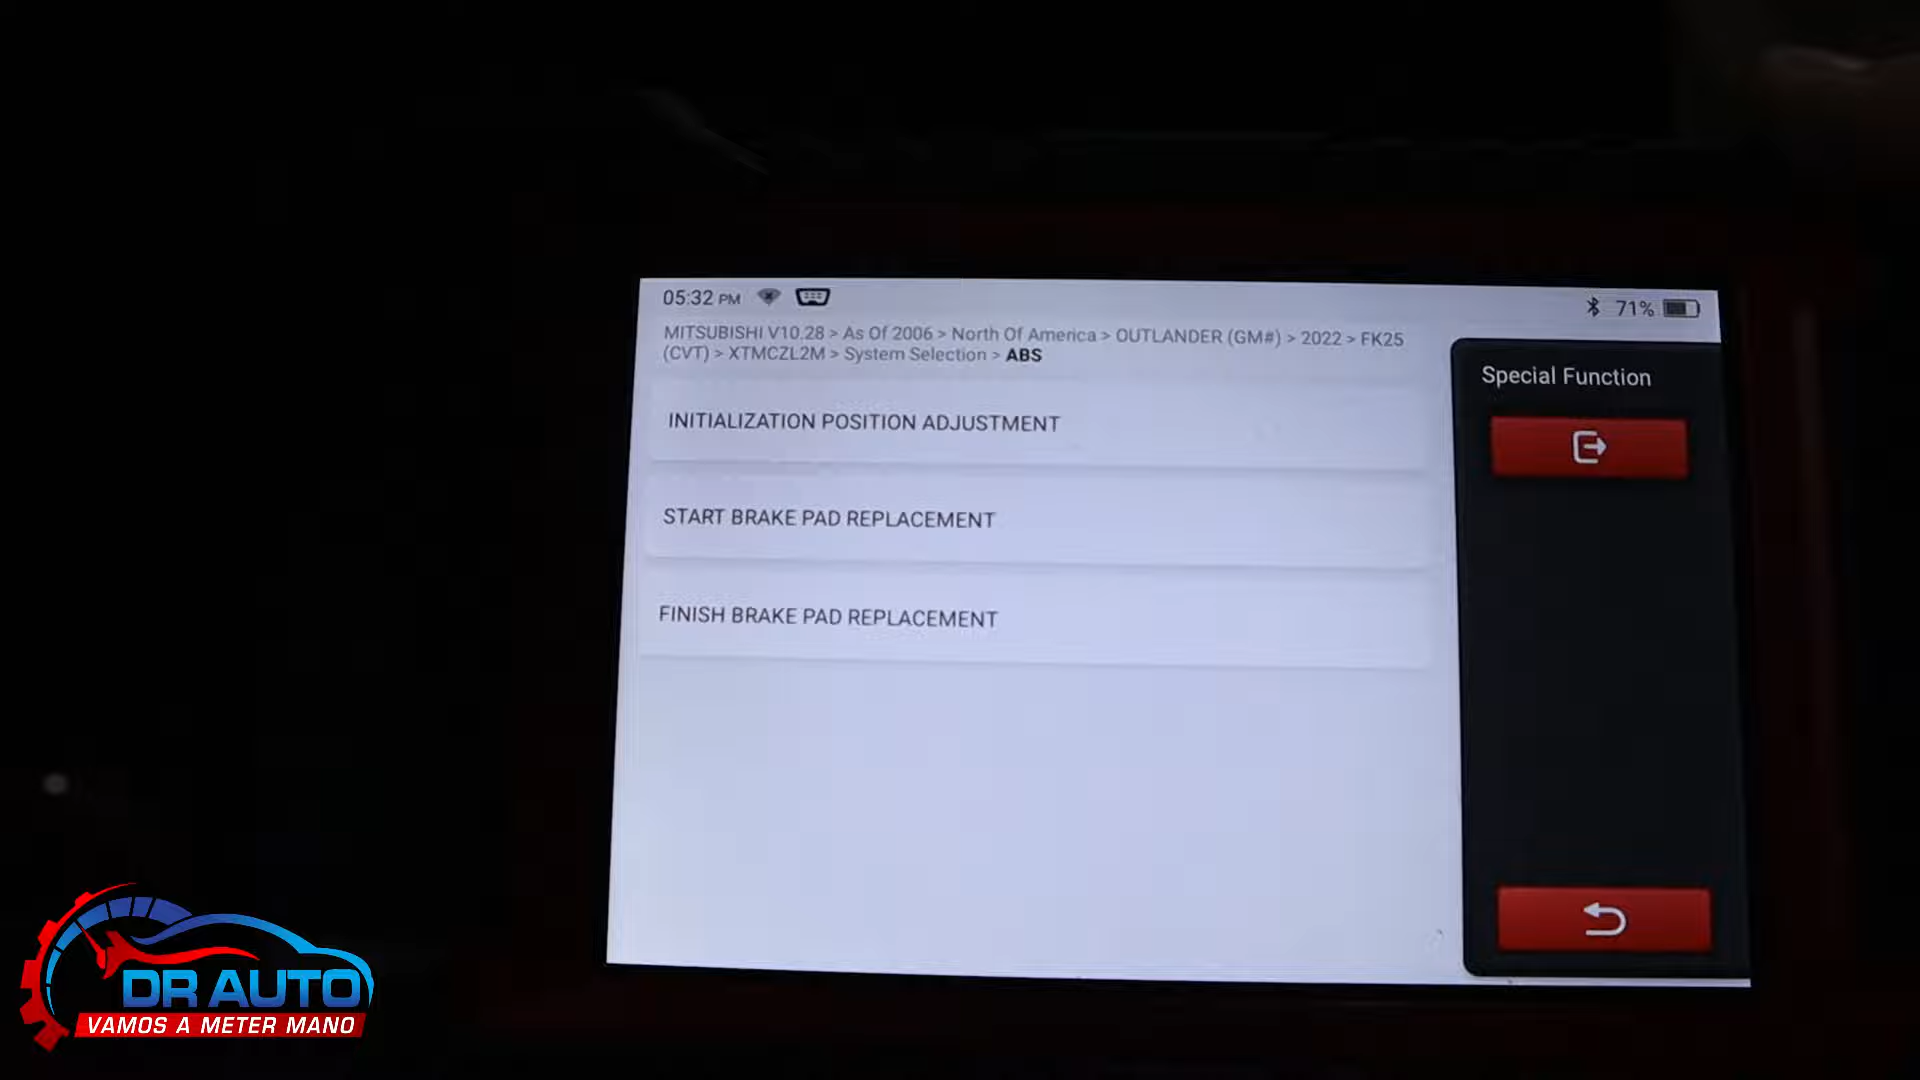 05:32 PM
71%
MITSUBISHI V10.28 > As Of 2006 > North Of America > OUTLANDER (GM#) > 2022 > FK25
(CVT) > XTMCZL2M > System Selection > ABS
Special Function
INITIALIZATION POSITION ADJUSTMENT
START BRAKE PAD REPLACEMENT
FINISH BRAKE PAD REPLACEMENT
DR AUTO
VAMOS A METER MANO